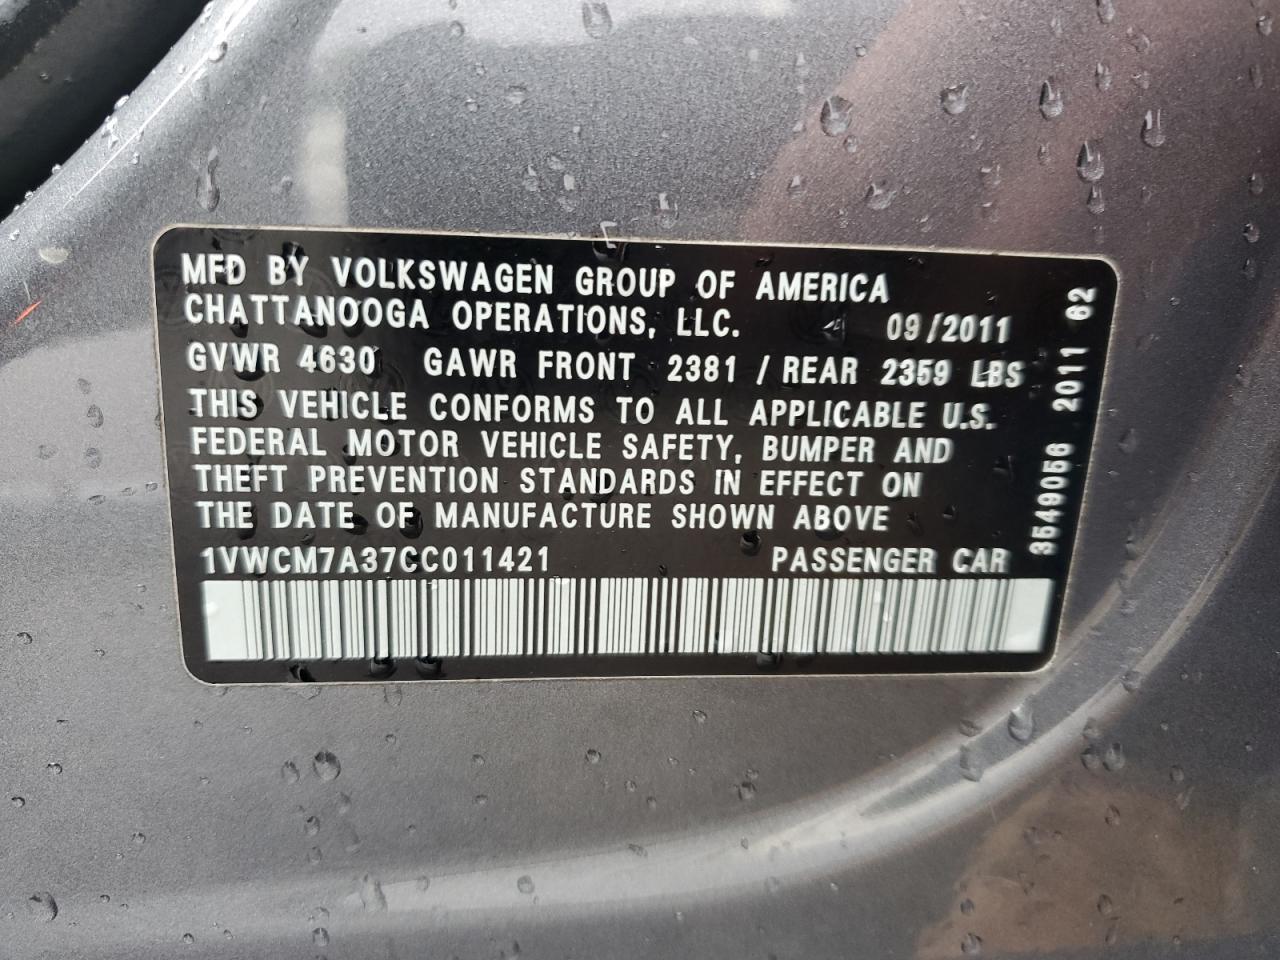 MFD BY VOLKSWAGEN GROUP OF AMERICA
CHATTANOOGA OPERATIONS, LLC. 09/2011
GVWR 4630 GAWR FRONT 2381 / REAR 2359 LBS
THIS VEHICLE CONFORMS TO ALL APPLICABLE U.S.
FEDERAL MOTOR VEHICLE SAFETY, BUMPER AND
THEFT PREVENTION STANDARDS IN EFFECT ON
THE DATE OF MANUFACTURE SHOWN ABOVE
1VWCM7A37CC011421 PASSENGER CAR
3549056 2011 62